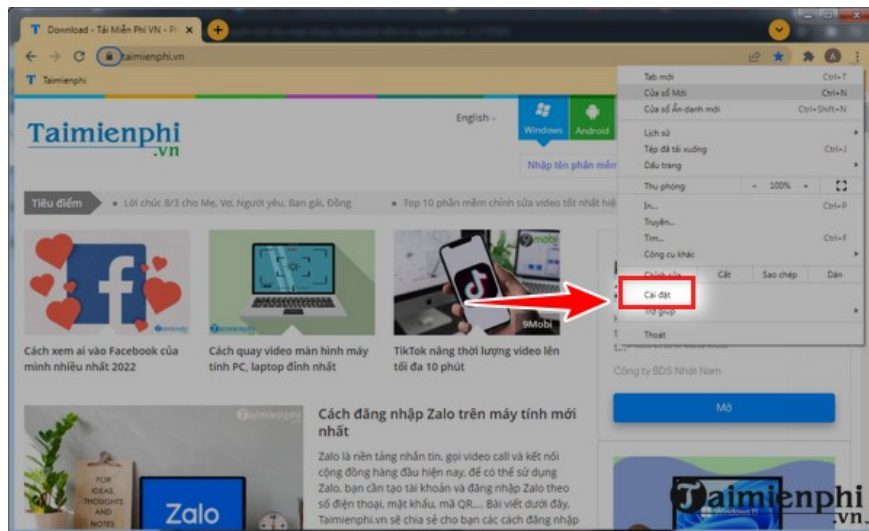 Download - Tải Miễn Phí VN - Ph
taimienphi.vn
Taimienphi
Tab mới Ctrl+T
Cửa sổ Mới Ctrl+N
Cửa sổ Ẩn danh mới Ctrl+Shift+N
Lịch sử
Tệp đã tải xuống Ctrl+J
Dấu trang
Thu phóng - 100% +
In... Ctrl+P
Truyền...
Tìm... Ctrl+F
Công cụ khác
Chỉnh sửa Cắt Sao chép Dán
Cài đặt
Trợ giúp
Thoát
Taimienphi
.vn
English
Windows Android
Nhập tên phần mềm
Tiêu điểm
Lời chúc 8/3 cho Mẹ, Vợ, Người yêu, Bạn gái, Đồng
Top 10 phần mềm chỉnh sửa video tốt nhất hiệ
9mobi
9Mobi
Cách xem ai vào Facebook của
mình nhiều nhất 2022
Cách quay video màn hình máy
tính PC, laptop đỉnh nhất
TikTok nâng thời lượng video lên
tối đa 10 phút
Công ty BDS Nhật Nam
Mở
Taimienphi
FOR
IDEAS,
THOUGHTS
AND
NOTES
Zalo
Cách đăng nhập Zalo trên máy tính mới
nhất
Zalo là nền tảng nhắn tin, gọi video call và kết nối
cộng đồng hàng đầu hiện nay, để có thể sử dụng
Zalo, bạn cần tạo tài khoản và đăng nhập Zalo theo
số điện thoại, mật khẩu, mã QR,... Bài viết dưới đây,
Taimienphi.vn sẽ chia sẻ cho bạn các cách đăng nhập
Taimienphi
.vn